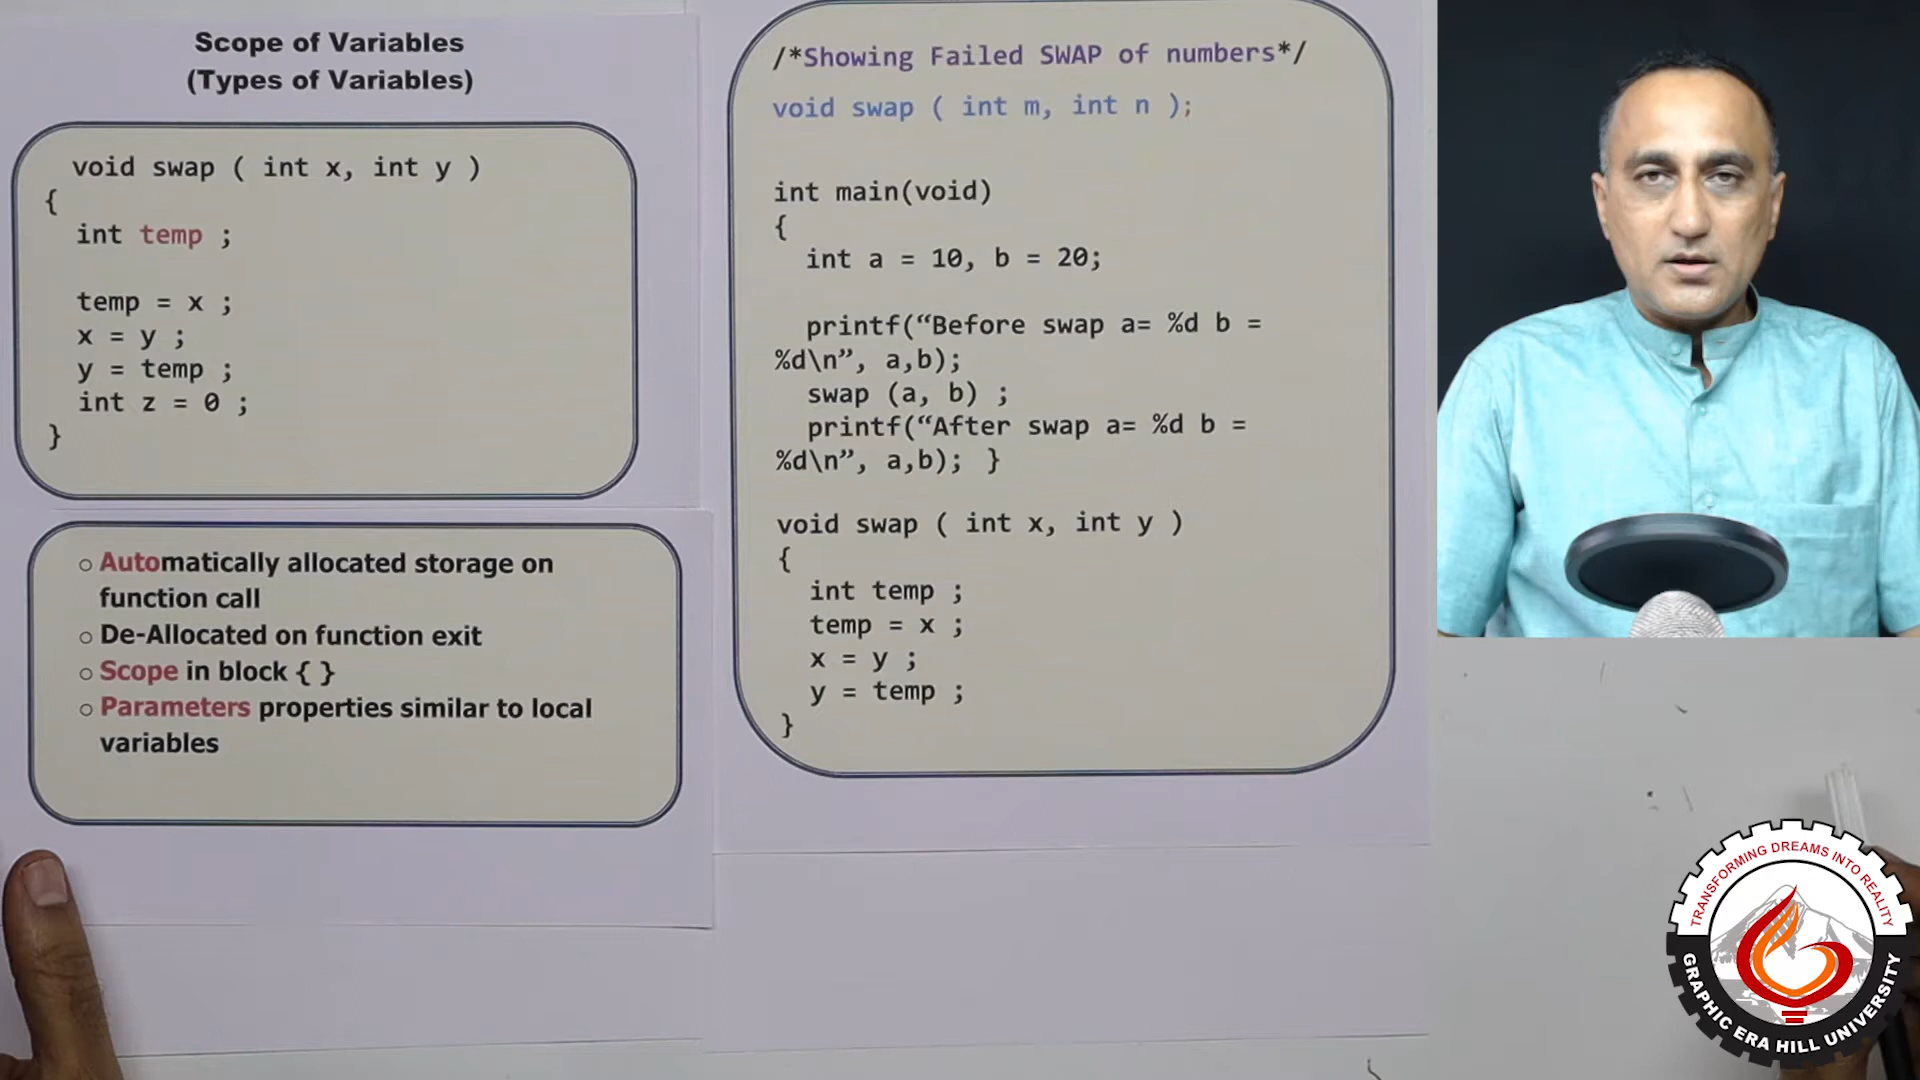 Scope of Variables
(Types of Variables)
void swap ( int x, int y )
{
int temp ;
temp = x ;
x = y ;
y = temp ;
int z = 0 ;
}
○ Automatically allocated storage on
function call
○ De-Allocated on function exit
○ Scope in block { }
○ Parameters properties similar to local
variables
/*Showing Failed SWAP of numbers*/
void swap ( int m, int n );
int main(void)
{
int a = 10, b = 20;
printf(“Before swap a= %d b =
%d\n”, a,b);
swap (a, b) ;
printf(“After swap a= %d b =
%d\n”, a,b); }
void swap ( int x, int y )
{
int temp ;
temp = x ;
x = y ;
y = temp ;
}
TRANSFORMING DREAMS INTO REALITY
GRAPHIC ERA HILL UNIVERSITY